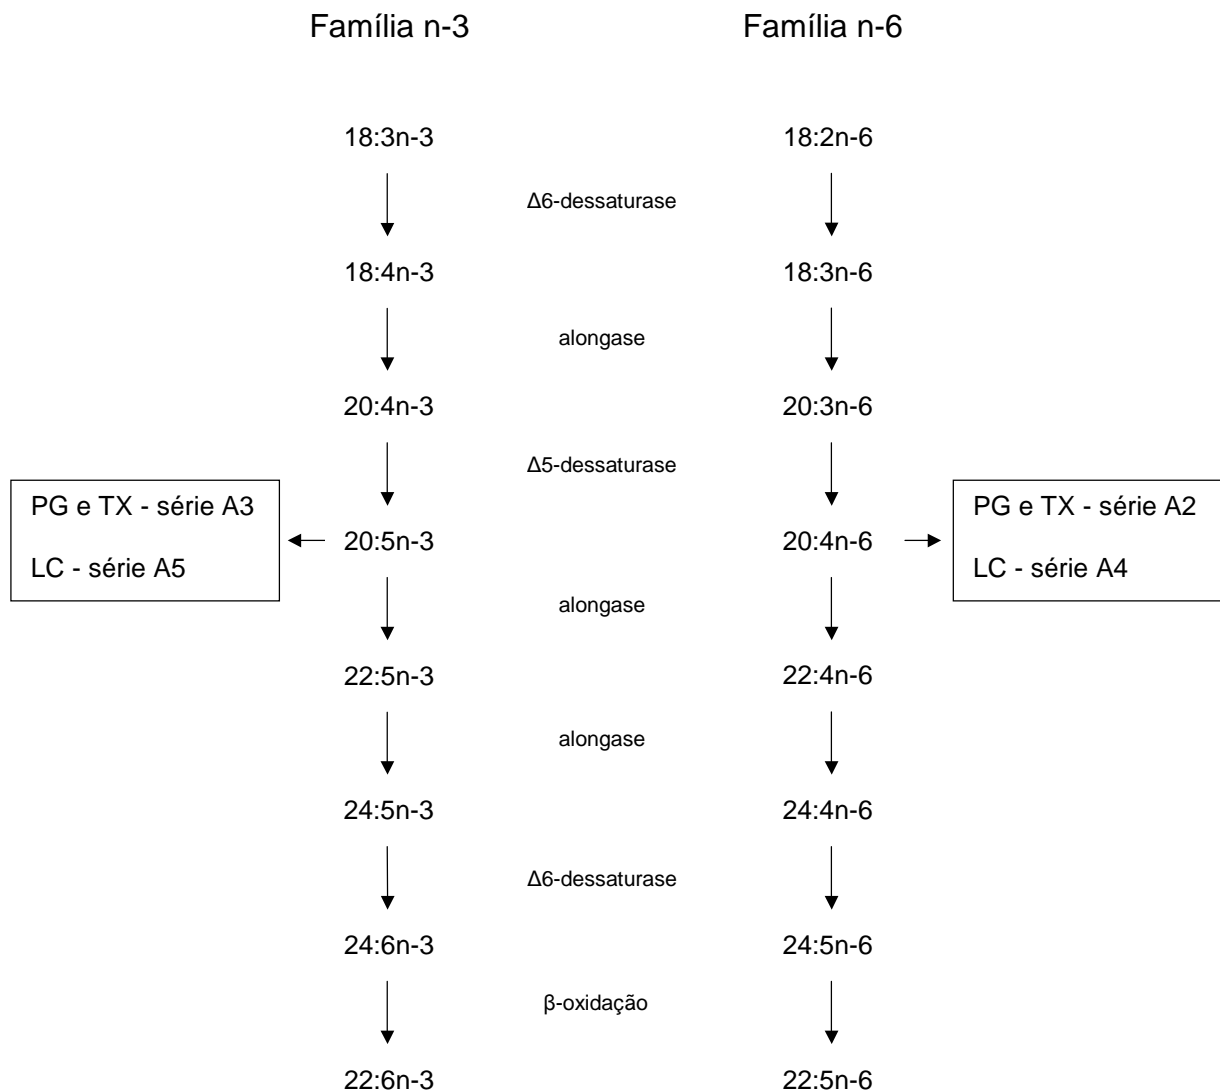 Família n-3
Família n-6
18:3n-3
18:2n-6
Δ6-dessaturase
18:4n-3
18:3n-6
alongase
20:4n-3
20:3n-6
Δ5-dessaturase
PG e TX - série A3
LC - série A5
20:5n-3
20:4n-6
PG e TX - série A2
LC - série A4
alongase
22:5n-3
22:4n-6
alongase
24:5n-3
24:4n-6
Δ6-dessaturase
24:6n-3
24:5n-6
β-oxidação
22:6n-3
22:5n-6